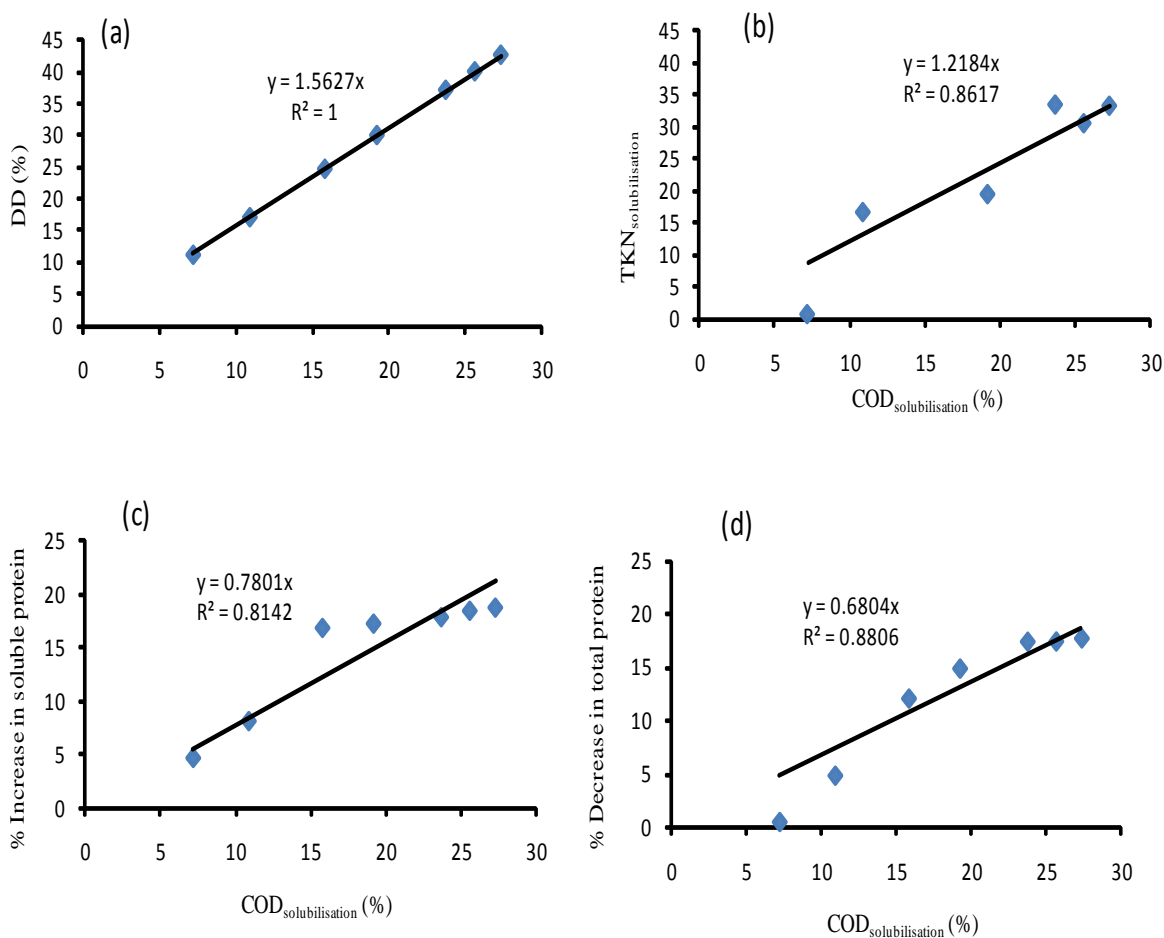 (a)
y = 1.5627x
R² = 1
DD (%)
45
40
35
30
25
20
15
10
5
0
0 5 10 15 20 25 30
(b)
y = 1.2184x
R² = 0.8617
TKNsolubilisation
45
40
35
30
25
20
15
10
5
0
0 5 10 15 20 25 30
CODsolubilisation (%)
(c)
y = 0.7801x
R² = 0.8142
% Increase in soluble protein
25
20
15
10
5
0
0 5 10 15 20 25 30
CODsolubilisation (%)
(d)
y = 0.6804x
R² = 0.8806
% Decrease in total protein
25
20
15
10
5
0
0 5 10 15 20 25 30
CODsolubilisation (%)